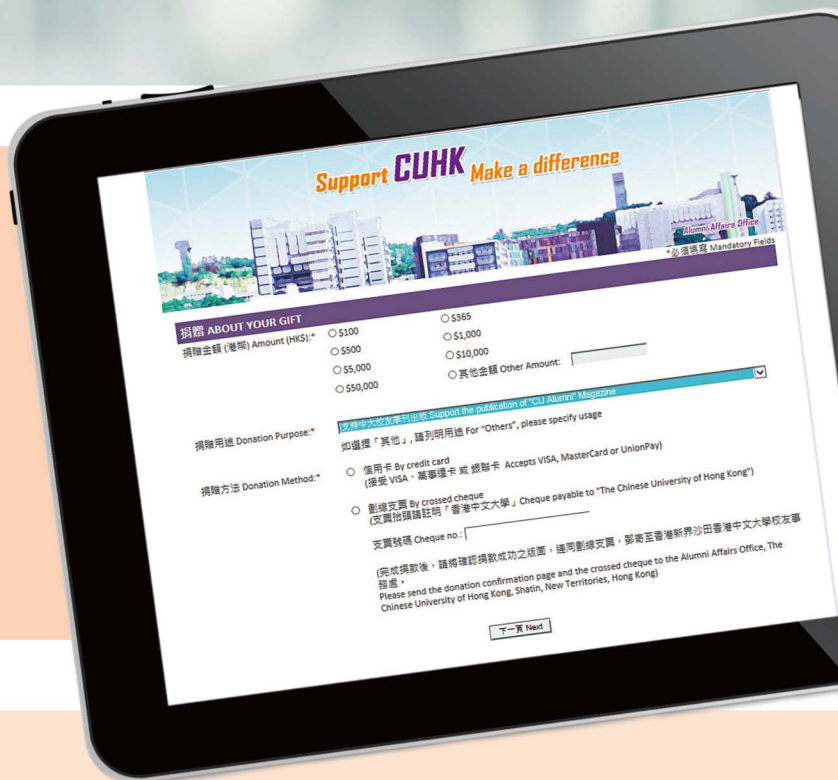 Support CUHK Make a difference
Alumni Affairs Office
*必須填寫 Mandatory Fields
捐贈 ABOUT YOUR GIFT
捐贈金額 (港幣) Amount (HK$):*
$100
$365
$500
$1,000
$5,000
$10,000
$50,000
其他金額 Other Amount:
捐贈用途 Donation Purpose:*
支持中大校友季刊出版 Support the publication of "CU Alumni" Magazine
如選擇「其他」, 請列明用途 For "Others", please specify usage
捐贈方法 Donation Method:*
信用卡 By credit card
(接受 VISA、萬事達卡 或 銀聯卡 Accepts VISA, MasterCard or UnionPay)
劃線支票 By crossed cheque
(支票抬頭請註明「香港中文大學」Cheque payable to "The Chinese University of Hong Kong")
支票號碼 Cheque no.:
(完成捐款後，請將確認捐款成功之版面，連同劃線支票，郵寄至香港新界沙田香港中文大學校友事
務處。
Please send the donation confirmation page and the crossed cheque to the Alumni Affairs Office, The
Chinese University of Hong Kong, Shatin, New Territories, Hong Kong)
下一頁 Next